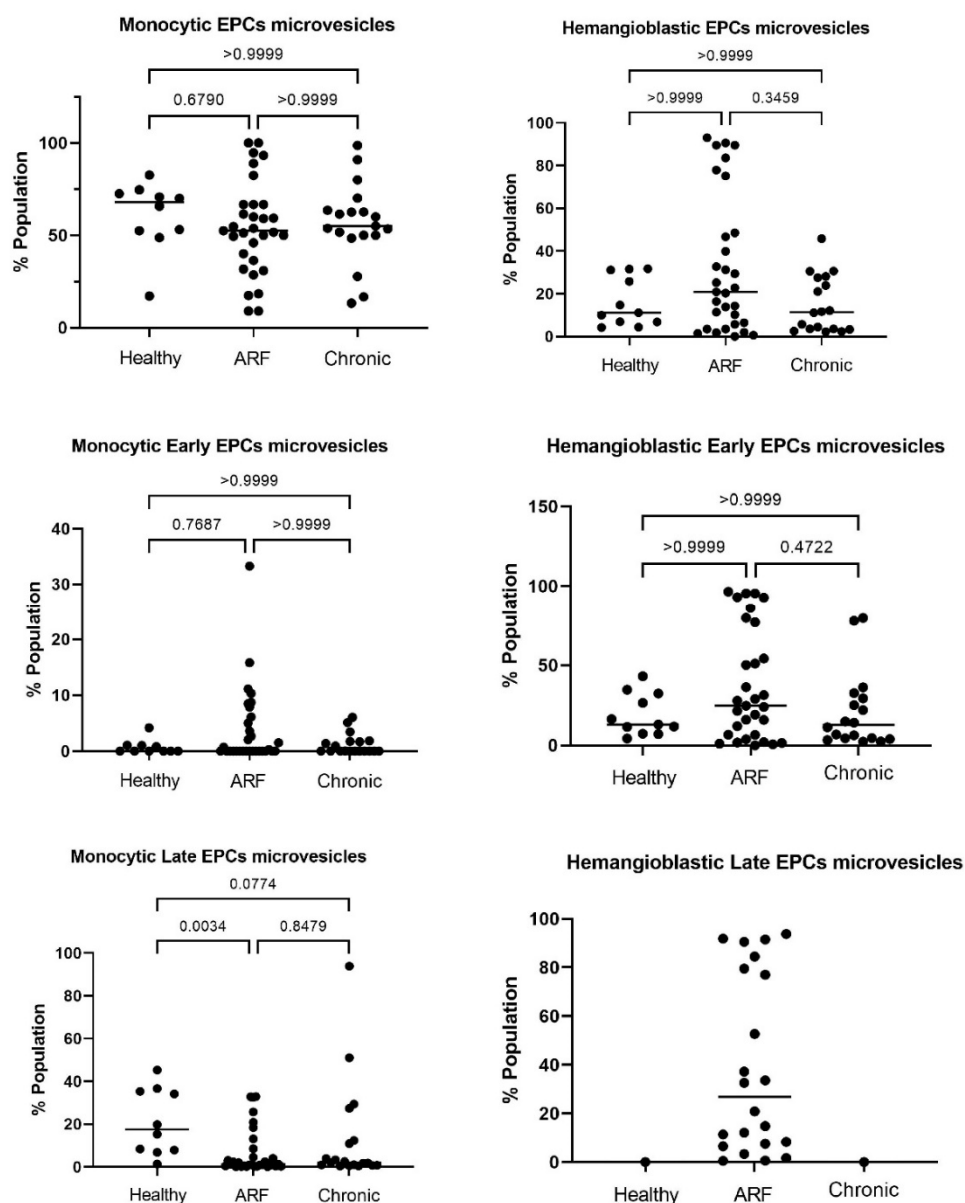 Monocytic EPCs microvesicles
>0.9999
0.6790
>0.9999
100
50
0
% Population
Healthy
ARF
Chronic
Hemangioblastic EPCs microvesicles
>0.9999
>0.9999
0.3459
100
80
60
40
20
0
% Population
Healthy
ARF
Chronic
Monocytic Early EPCs microvesicles
>0.9999
0.7687
>0.9999
40
30
20
10
0
% Population
Healthy
ARF
Chronic
Hemangioblastic Early EPCs microvesicles
>0.9999
>0.9999
0.4722
150
100
50
0
% Population
Healthy
ARF
Chronic
Monocytic Late EPCs microvesicles
0.0774
0.0034
0.8479
100
80
60
40
20
0
% Population
Healthy
ARF
Chronic
Hemangioblastic Late EPCs microvesicles
100
80
60
40
20
0
% Population
Healthy
ARF
Chronic